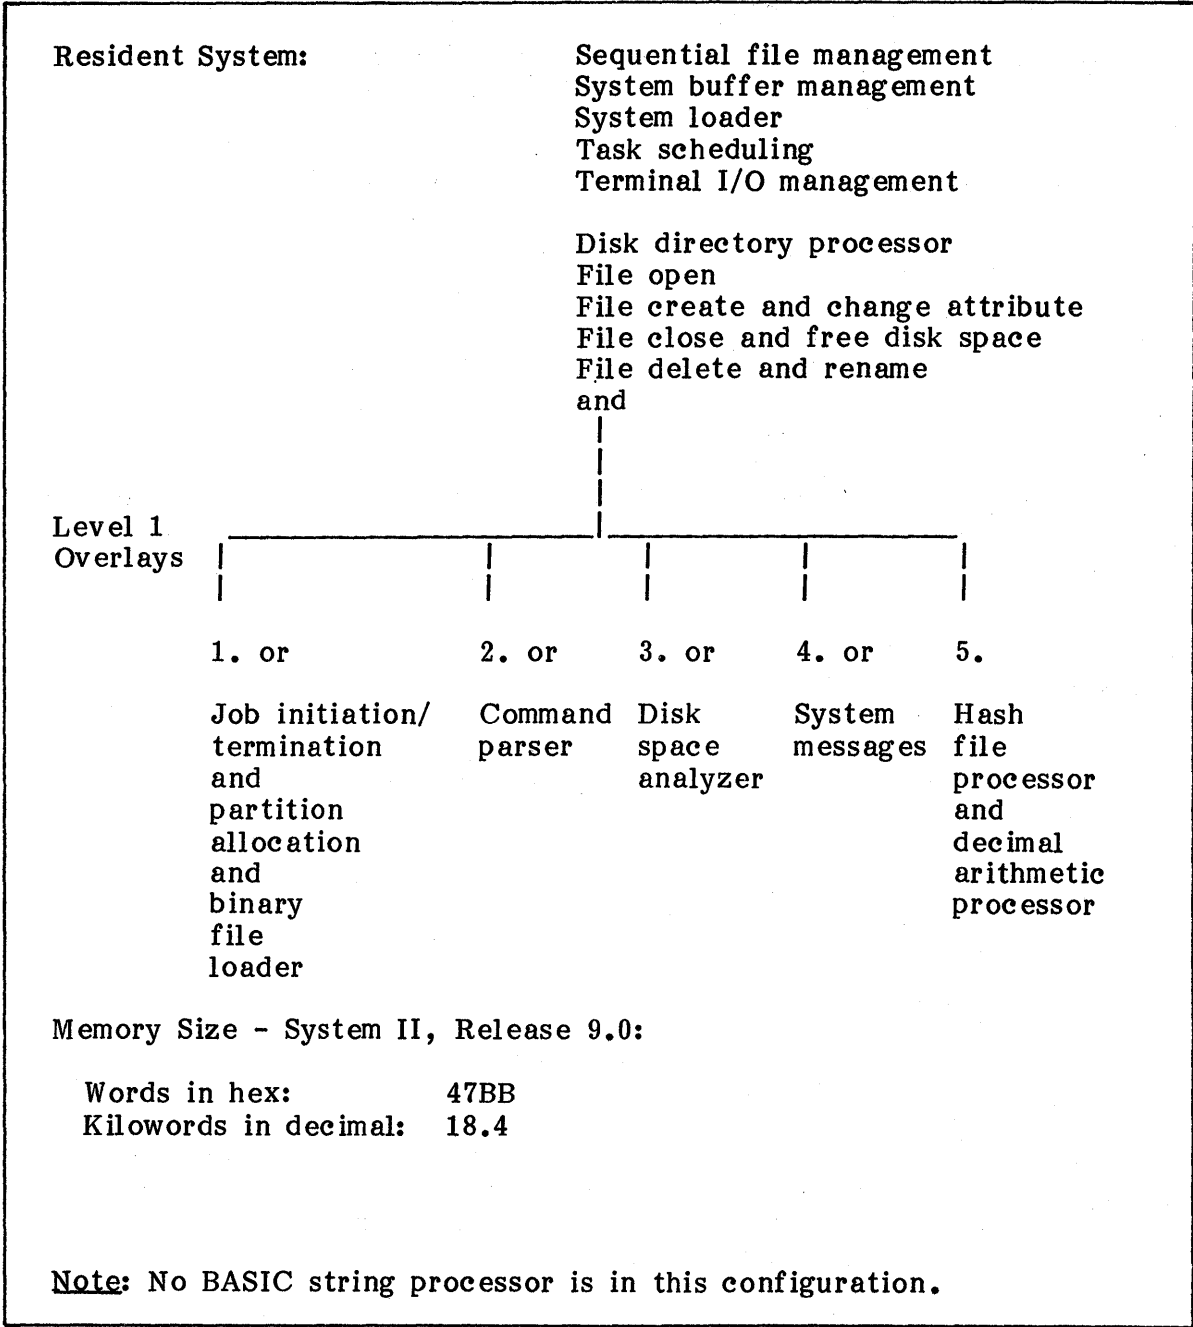 Resident System:
Sequential file management
System buffer management
System loader
Task scheduling
Terminal I/O management
Disk directory processor
File open
File create and change attribute
File close and free disk space
File delete and rename
and
Level 1
Overlays
1. or
Job initiation/
termination
and
partition
allocation
and
binary
file
loader
2. or
Command
parser
3. or
Disk
space
analyzer
4. or
System
messages
5.
Hash
file
processor
and
decimal
arithmetic
processor
Memory Size - System II, Release 9.0:
Words in hex: 47BB
Kilowords in decimal: 18.4
Note: No BASIC string processor is in this configuration.